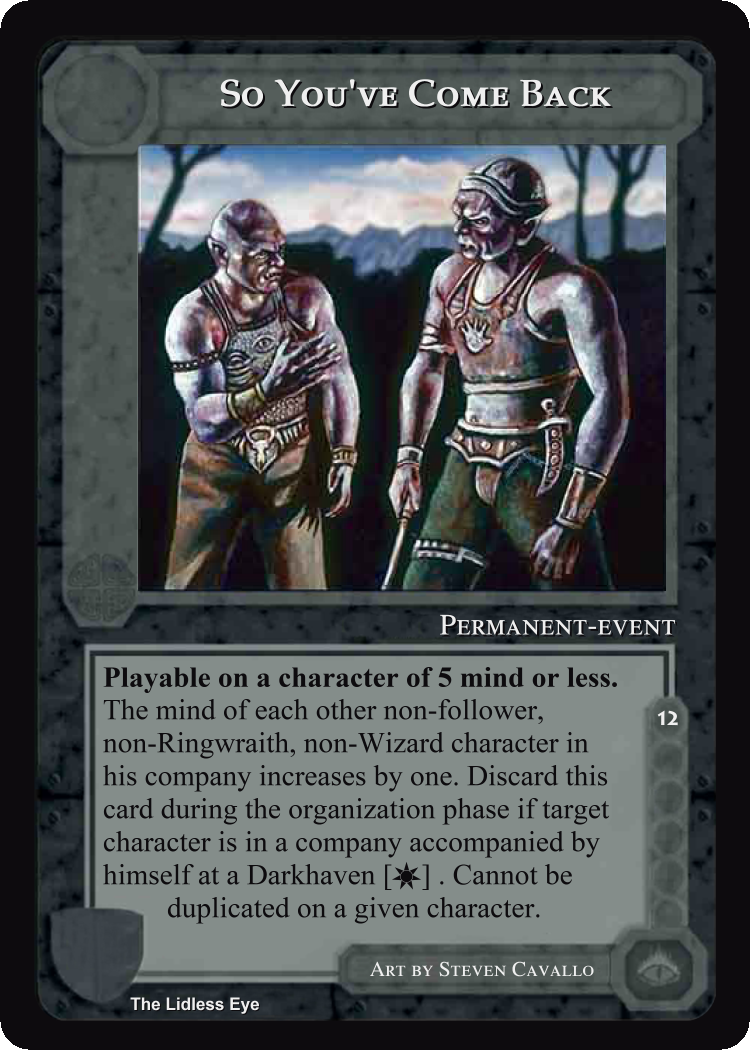 So You've Come Back
Permanent-event
Playable on a character of 5 mind or less.
The mind of each other non-follower,
non-Ringwraith, non-Wizard character in
his company increases by one. Discard this
card during the organization phase if target
character is in a company accompanied by
himself at a Darkhaven [☀] . Cannot be
duplicated on a given character.
12
Art by Steven Cavallo
The Lidless Eye